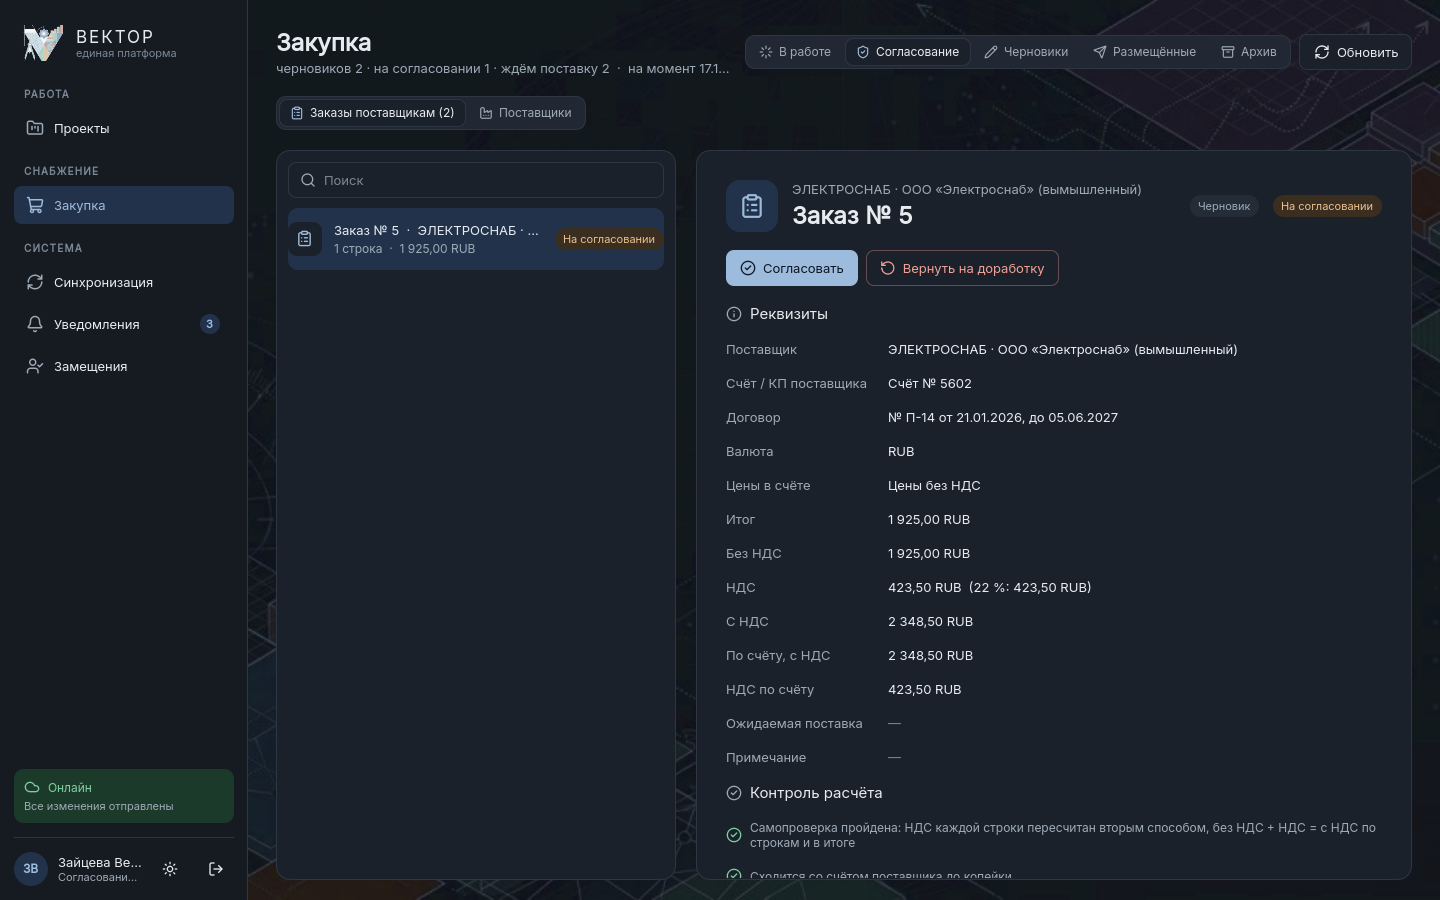 ВЕКТОР
единая платформа
РАБОТА
Проекты
СНАБЖЕНИЕ
Закупка
СИСТЕМА
Синхронизация
Уведомления 3
Замещения
Онлайн
Все изменения отправлены
ЗВ
Зайцева Ве...
Согласовани...
Закупка
черновиков 2 · на согласовании 1 · ждём поставку 2 · на момент 17.1...
В работе Согласование Черновики Размещённые Архив Обновить
Заказы поставщикам (2) Поставщики
Поиск
Заказ № 5 · ЭЛЕКТРОСНАБ · ...
1 строка · 1 925,00 RUB
На согласовании
ЭЛЕКТРОСНАБ · ООО «Электроснаб» (вымышленный)
Заказ № 5
Черновик На согласовании
Согласовать Вернуть на доработку
Реквизиты
Поставщик ЭЛЕКТРОСНАБ · ООО «Электроснаб» (вымышленный)
Счёт / КП поставщика Счёт № 5602
Договор № П-14 от 21.01.2026, до 05.06.2027
Валюта RUB
Цены в счёте Цены без НДС
Итог 1 925,00 RUB
Без НДС 1 925,00 RUB
НДС 423,50 RUB (22 %: 423,50 RUB)
С НДС 2 348,50 RUB
По счёту, с НДС 2 348,50 RUB
НДС по счёту 423,50 RUB
Ожидаемая поставка —
Примечание —
Контроль расчёта
Самопроверка пройдена: НДС каждой строки пересчитан вторым способом, без НДС + НДС = с НДС по
строкам и в итоге
Сходится со счётом поставщика до копейки